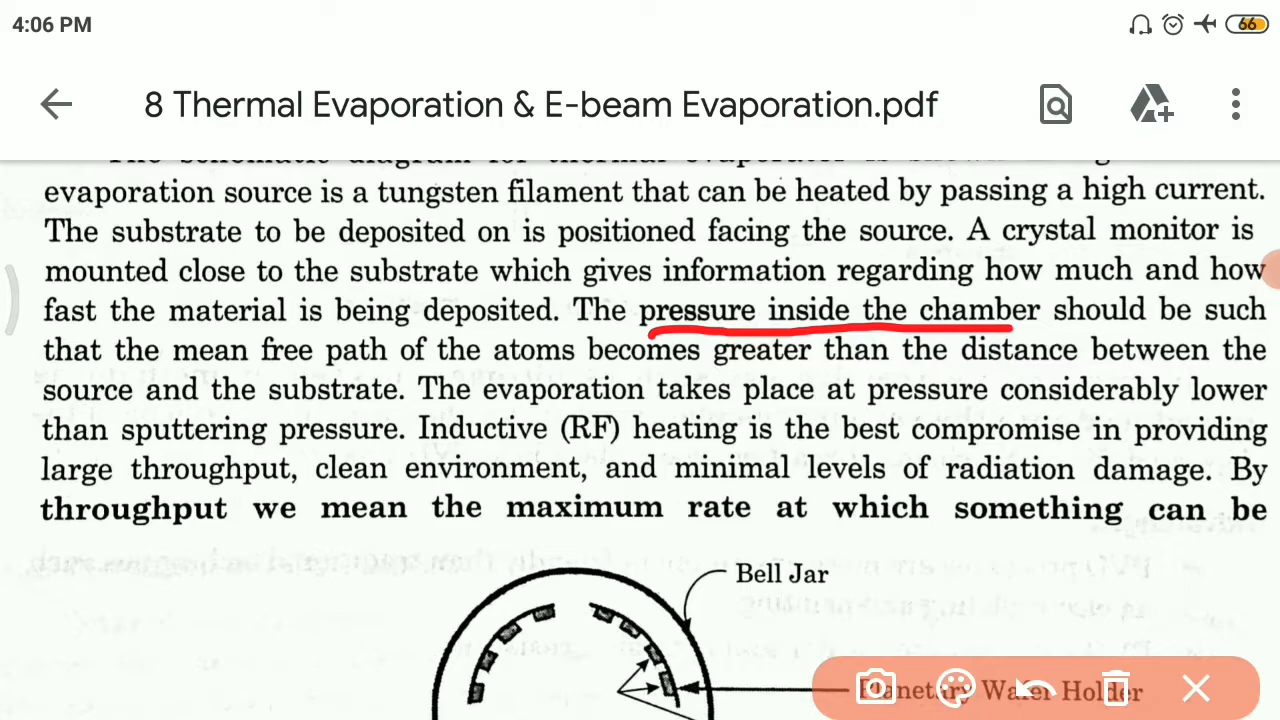 4:06 PM
66
8 Thermal Evaporation & E-beam Evaporation.pdf
evaporation source is a tungsten filament that can be heated by passing a high current.
The substrate to be deposited on is positioned facing the source. A crystal monitor is
mounted close to the substrate which gives information regarding how much and how
fast the material is being deposited. The pressure inside the chamber should be such
that the mean free path of the atoms becomes greater than the distance between the
source and the substrate. The evaporation takes place at pressure considerably lower
than sputtering pressure. Inductive (RF) heating is the best compromise in providing
large throughput, clean environment, and minimal levels of radiation damage. By
throughput we mean the maximum rate at which something can be
Bell Jar
Planetary Wafer Holder